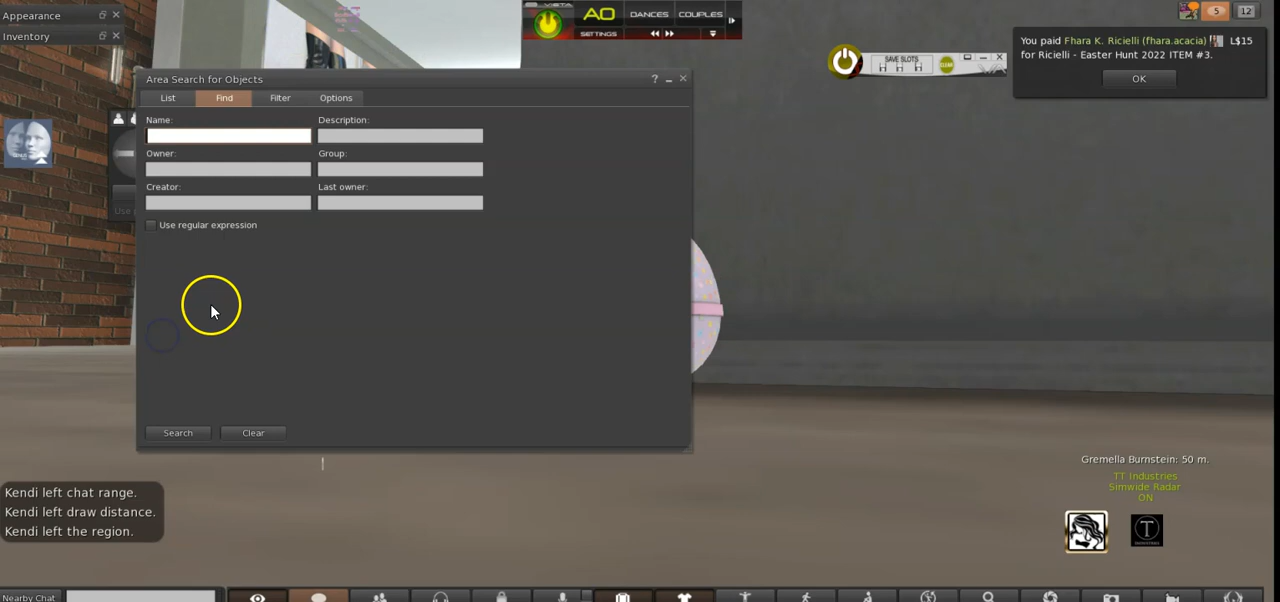 Appearance
Inventory
VISTA
AO
DANCES
COUPLES
SETTINGS
5
12
You paid Fhara K. Ricielli (fhara.acacia) L$15
for Ricielli - Easter Hunt 2022 ITEM #3.
OK
SAVE SLOTS
CLEAR
Area Search for Objects
?
List
Find
Filter
Options
Name:
Description:
Owner:
Group:
Creator:
Last owner:
Use regular expression
Search
Clear
Kendi left chat range.
Kendi left draw distance.
Kendi left the region.
Gremella Burnstein: 50 m.
TT Industries
Simwide Radar
ON
T
Nearby Chat